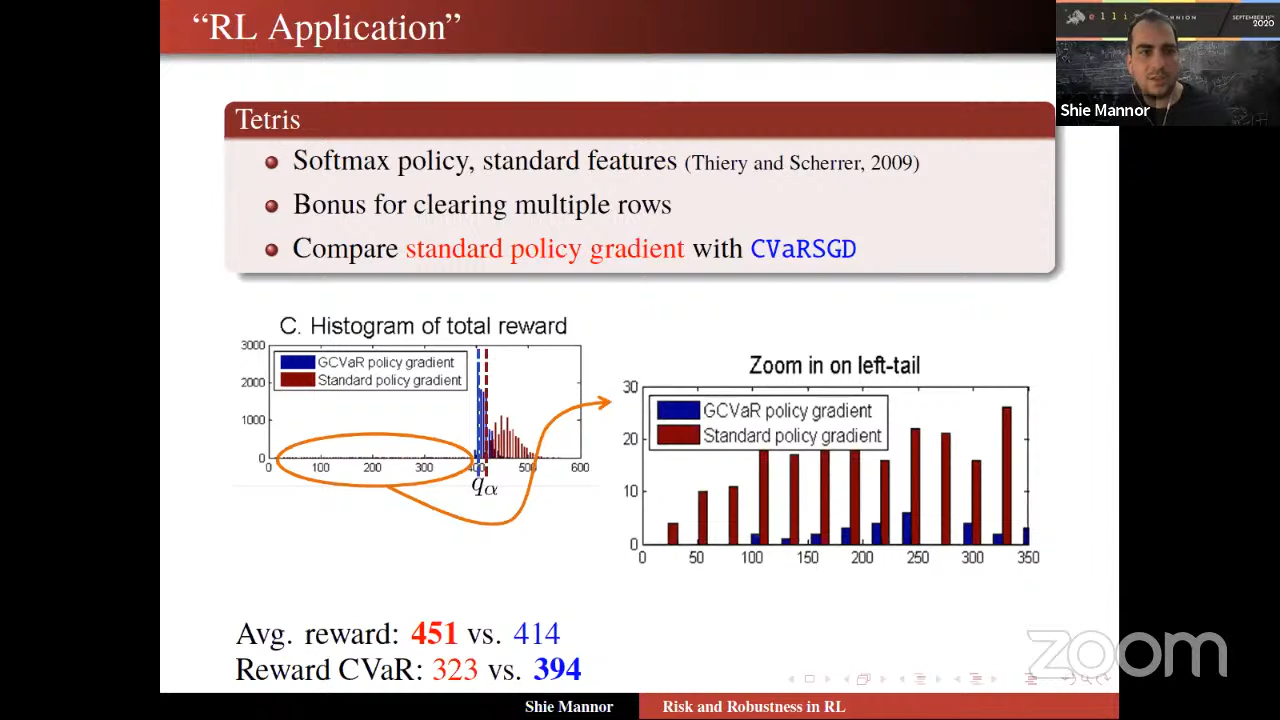 “RL Application”
SEPTEMBER 11TH
2020
Shie Mannor
Tetris
Softmax policy, standard features (Thiery and Scherrer, 2009)
Bonus for clearing multiple rows
Compare standard policy gradient with CVaRSGD
C. Histogram of total reward
3000
2000
1000
0
GCVaR policy gradient
Standard policy gradient
0 100 200 300 400 500 600
qα
Zoom in on left-tail
30
20
10
0
GCVaR policy gradient
Standard policy gradient
0 50 100 150 200 250 300 350
Avg. reward: 451 vs. 414
Reward CVaR: 323 vs. 394
zoom
Shie Mannor Risk and Robustness in RL